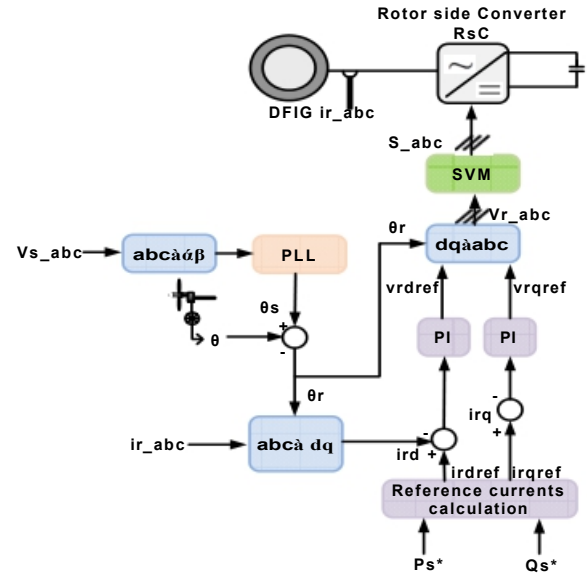 Rotor side Converter
RsC
~
=
DFIG ir_abc
S_abc
SVM
Vr_abc
θr
dqàabc
Vs_abc
abcàάβ
PLL
vrdref
vrqref
θs
+
-
θ
PI
PI
θr
-
irq
+
ir_abc
abcà dq
-
ird +
irdref irqref
Reference currents
calculation
Ps*
Qs*